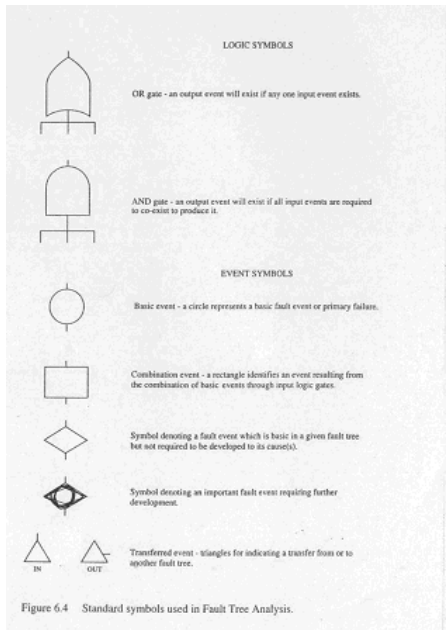 LOGIC SYMBOLS
OR gate - an output event will exist if any one input event exists.
AND gate - an output event will exist if all input events are required
to co-exist to produce it.
EVENT SYMBOLS
Basic event - a circle represents a basic fault event or primary failure.
Combination event - a rectangle identifies an event resulting from
the combination of basic events through input logic gates.
Symbol denoting a fault event which is basic in a given fault tree
but not required to be developed to its cause(s).
Symbol denoting an important fault event requiring further
development.
Transferred event - triangles for indicating a transfer from or to
another fault tree.
IN OUT
Figure 6.4 Standard symbols used in Fault Tree Analysis.